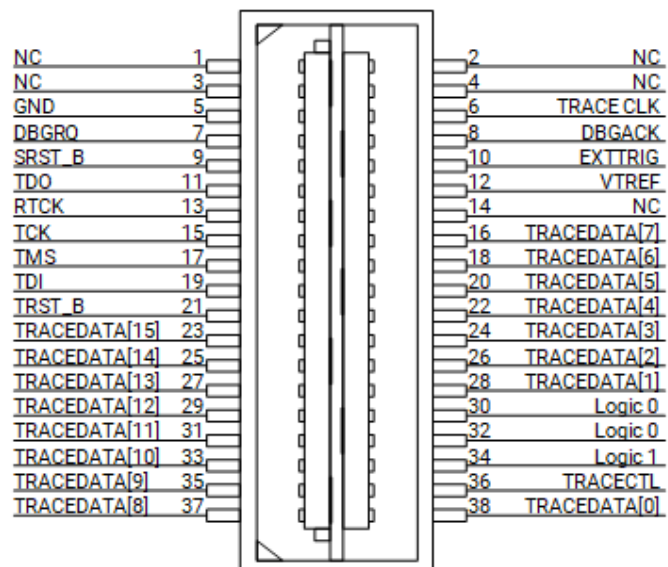 NC 1 2 NC
NC 3 4 NC
GND 5 6 TRACE CLK
DBGRQ 7 8 DBGACK
SRST_B 9 10 EXTTRIG
TDO 11 12 VTREF
RTCK 13 14 NC
TCK 15 16 TRACEDATA[7]
TMS 17 18 TRACEDATA[6]
TDI 19 20 TRACEDATA[5]
TRST_B 21 22 TRACEDATA[4]
TRACEDATA[15] 23 24 TRACEDATA[3]
TRACEDATA[14] 25 26 TRACEDATA[2]
TRACEDATA[13] 27 28 TRACEDATA[1]
TRACEDATA[12] 29 30 Logic 0
TRACEDATA[11] 31 32 Logic 0
TRACEDATA[10] 33 34 Logic 1
TRACEDATA[9] 35 36 TRACECTL
TRACEDATA[8] 37 38 TRACEDATA[0]